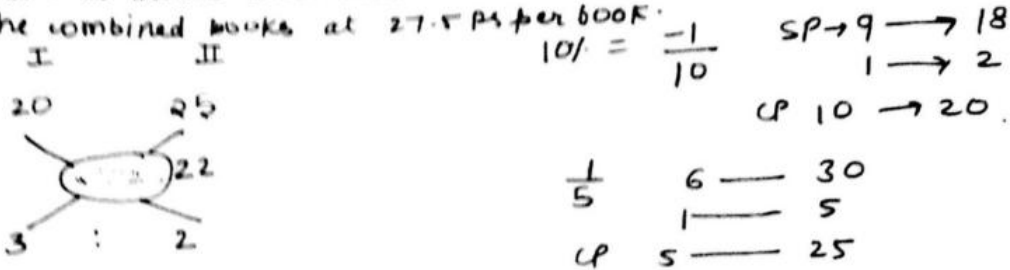 he combined books at 27.5 ps per book.
I II
20 25
22
3 : 2
10% = -1/10
SP→ 9 → 18
1 → 2
CP 10 → 20.
1/5
6 — 30
1 — 5
CP 5 — 25